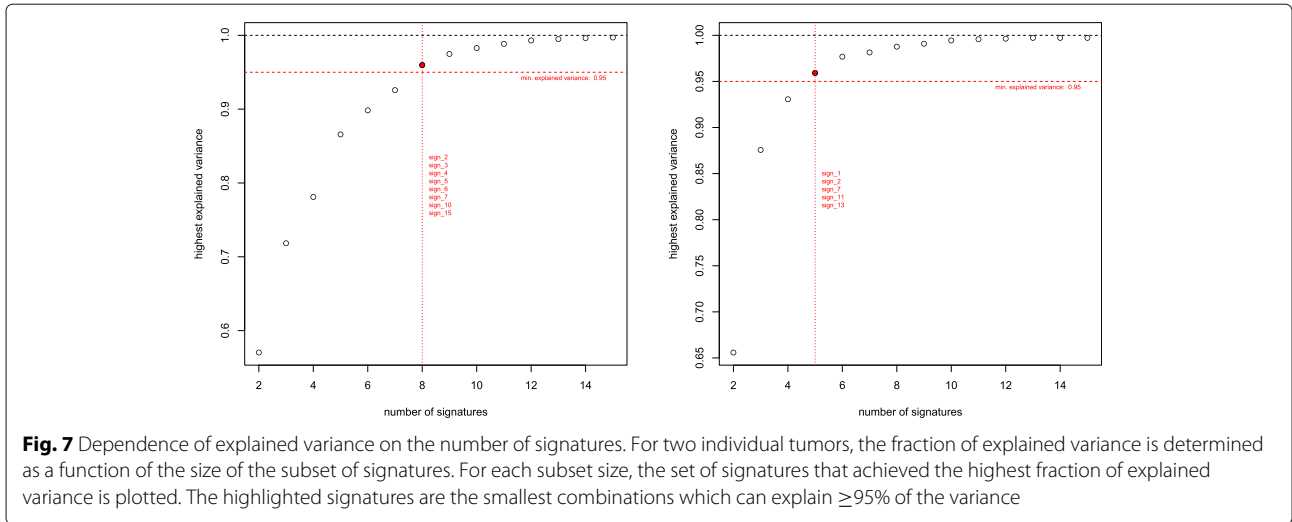 1.0
0.9
0.8
0.7
0.6
highest explained variance
min. explained variance: 0.95
sign_2
sign_3
sign_4
sign_5
sign_6
sign_7
sign_10
sign_15
2 4 6 8 10 12 14
number of signatures
1.00
0.95
0.90
0.85
0.80
0.75
0.70
0.65
highest explained variance
min. explained variance: 0.95
sign_1
sign_2
sign_7
sign_11
sign_13
2 4 6 8 10 12 14
number of signatures
Fig. 7 Dependence of explained variance on the number of signatures. For two individual tumors, the fraction of explained variance is determined
as a function of the size of the subset of signatures. For each subset size, the set of signatures that achieved the highest fraction of explained
variance is plotted. The highlighted signatures are the smallest combinations which can explain ≥95% of the variance